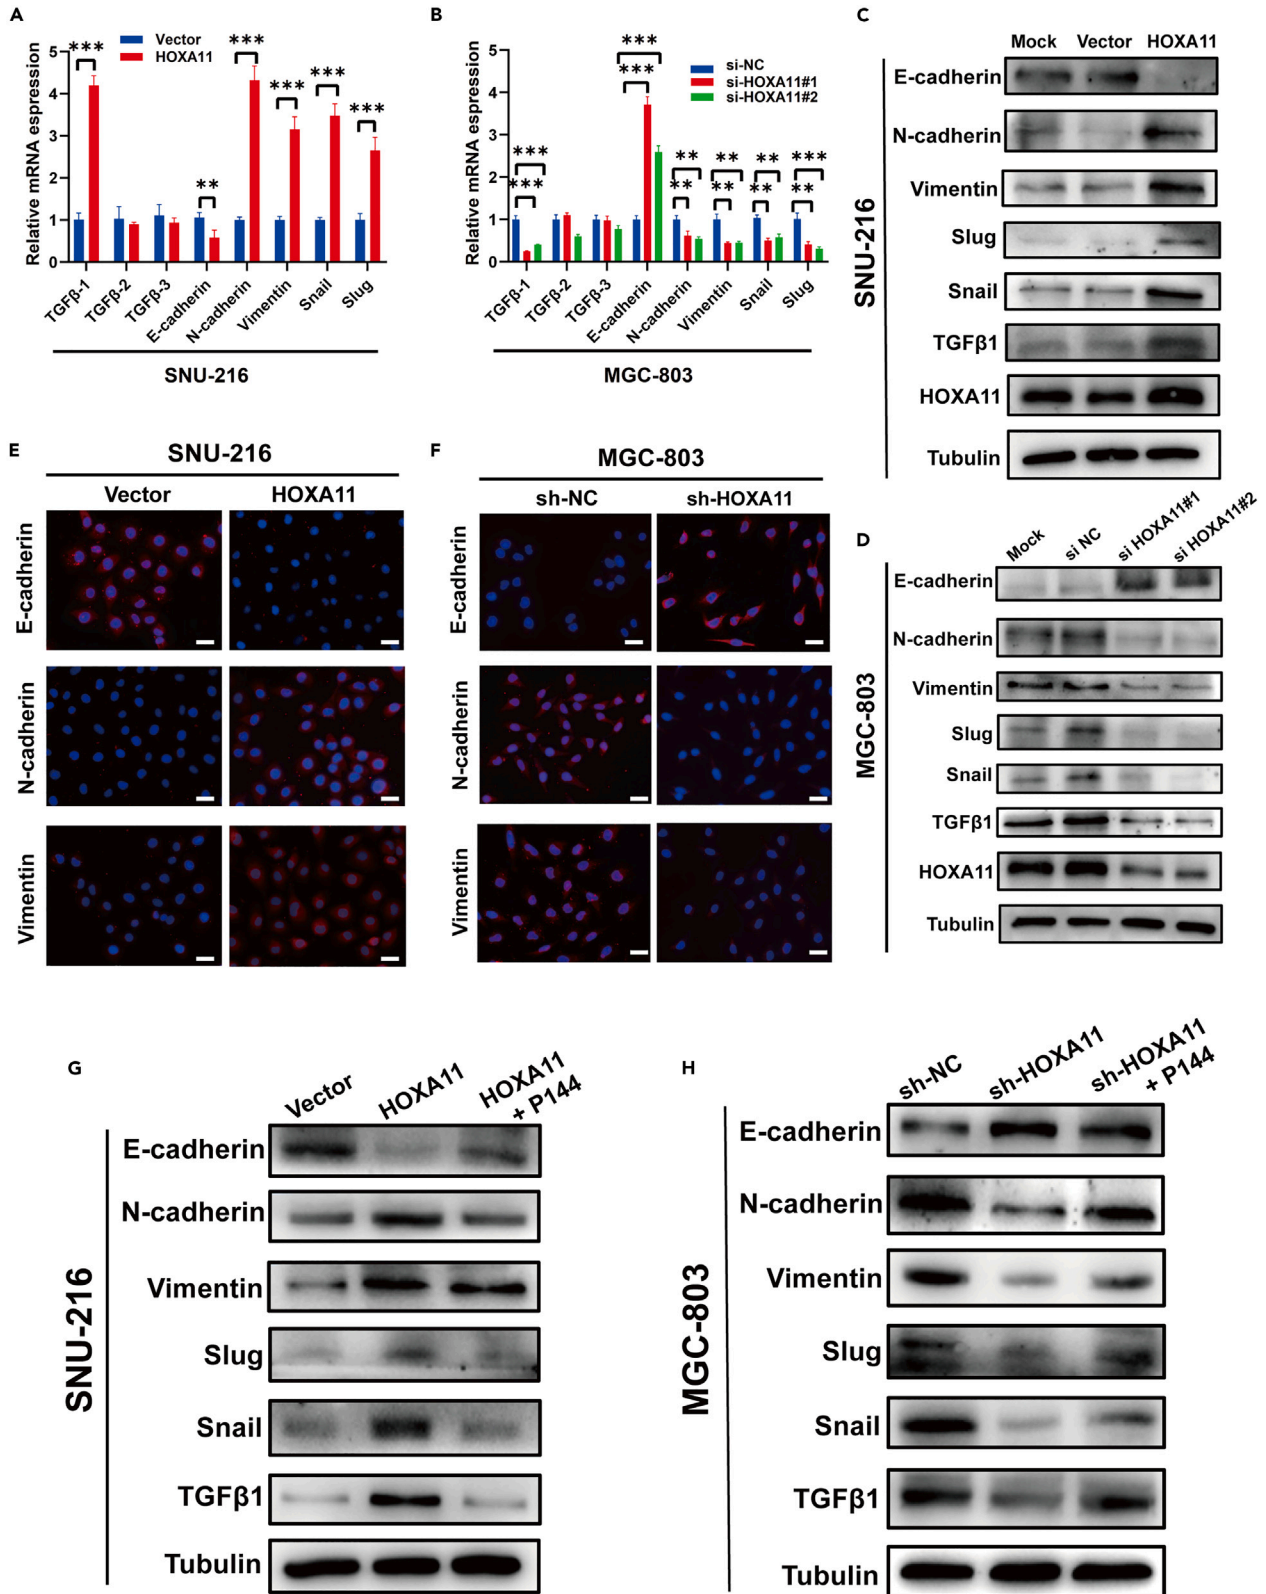 A
Vector
HOXA11
Relative mRNA espression
5
4
3
2
1
0
***
**
***
***
***
***
TGFβ-1
TGFβ-2
TGFβ-3
E-cadherin
N-cadherin
Vimentin
Snail
Slug
SNU-216
B
si-NC
si-HOXA11#1
si-HOXA11#2
Relative mRNA espression
5
4
3
2
1
0
***
***
***
***
**
**
**
**
**
**
***
**
TGFβ-1
TGFβ-2
TGFβ-3
E-cadherin
N-cadherin
Vimentin
Snail
Slug
MGC-803
C
Mock Vector HOXA11
SNU-216
E-cadherin
N-cadherin
Vimentin
Slug
Snail
TGFβ1
HOXA11
Tubulin
D
Mock
si NC
si HOXA11#1
si HOXA11#2
MGC-803
E-cadherin
N-cadherin
Vimentin
Slug
Snail
TGFβ1
HOXA11
Tubulin
E
SNU-216
Vector HOXA11
E-cadherin
N-cadherin
Vimentin
F
MGC-803
sh-NC sh-HOXA11
E-cadherin
N-cadherin
Vimentin
G
Vector
HOXA11
HOXA11
+ P144
SNU-216
E-cadherin
N-cadherin
Vimentin
Slug
Snail
TGFβ1
Tubulin
H
sh-NC
sh-HOXA11
sh-HOXA11
+ P144
MGC-803
E-cadherin
N-cadherin
Vimentin
Slug
Snail
TGFβ1
Tubulin